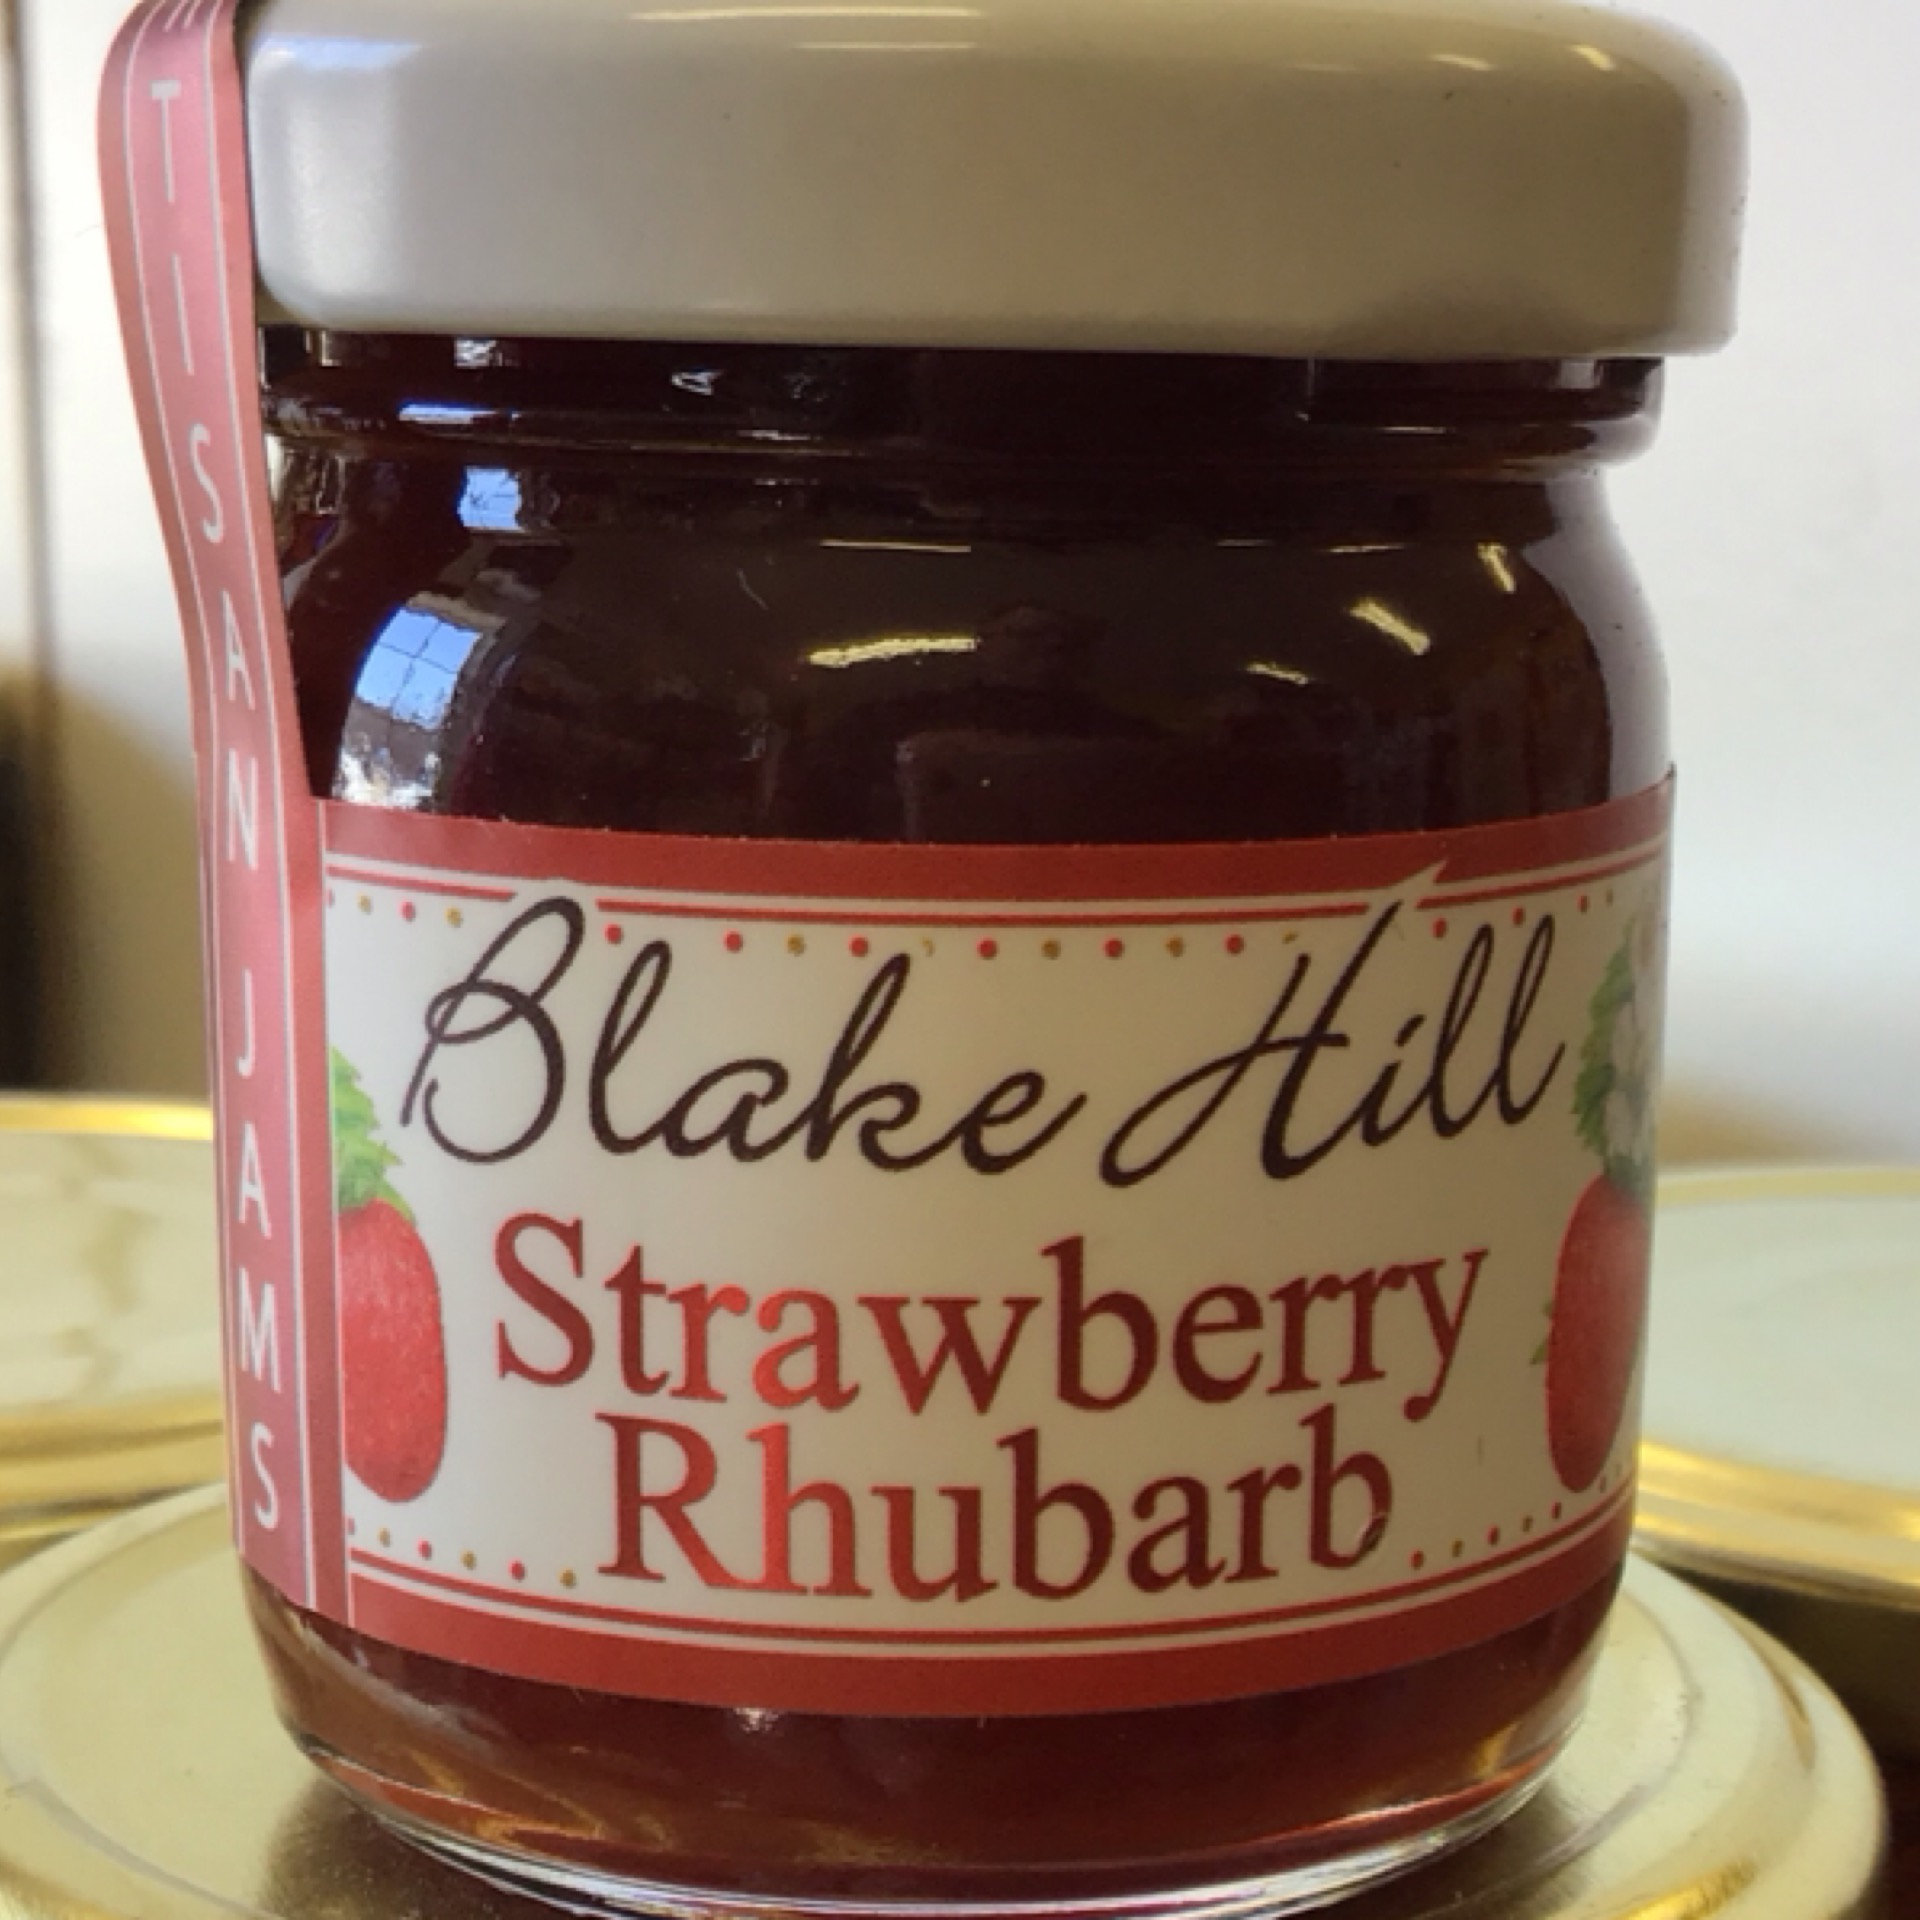 Blake Hill
Strawberry
Rhubarb
TISAN JAMS